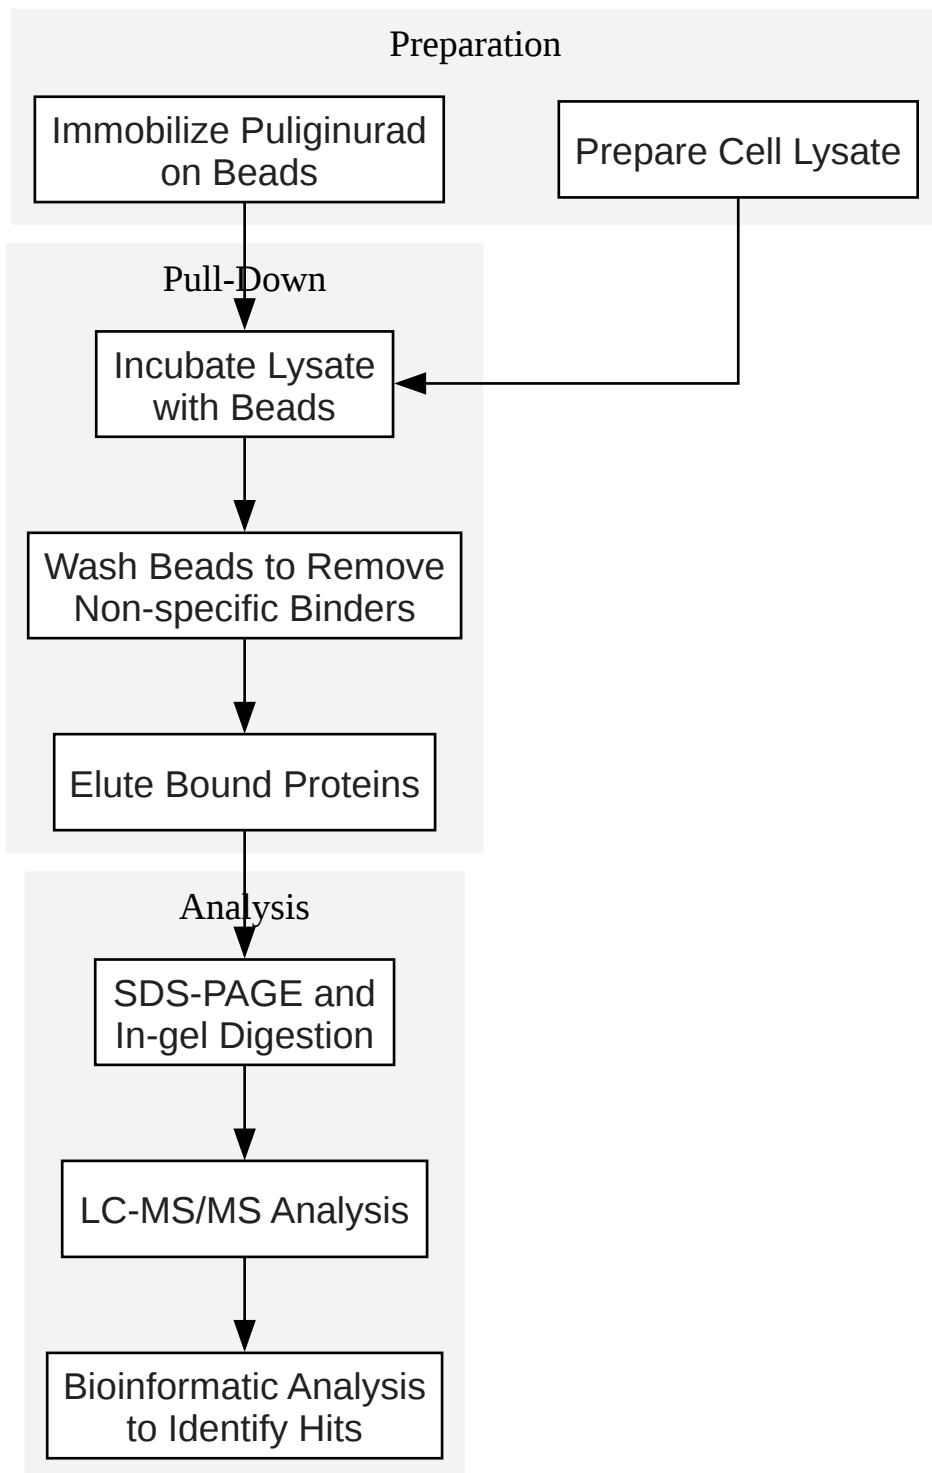 Preparation
Immobilize Puliginurad
on Beads
Prepare Cell Lysate
Pull-Down
Incubate Lysate
with Beads
Wash Beads to Remove
Non-specific Binders
Elute Bound Proteins
Analysis
SDS-PAGE and
In-gel Digestion
LC-MS/MS Analysis
Bioinformatic Analysis
to Identify Hits